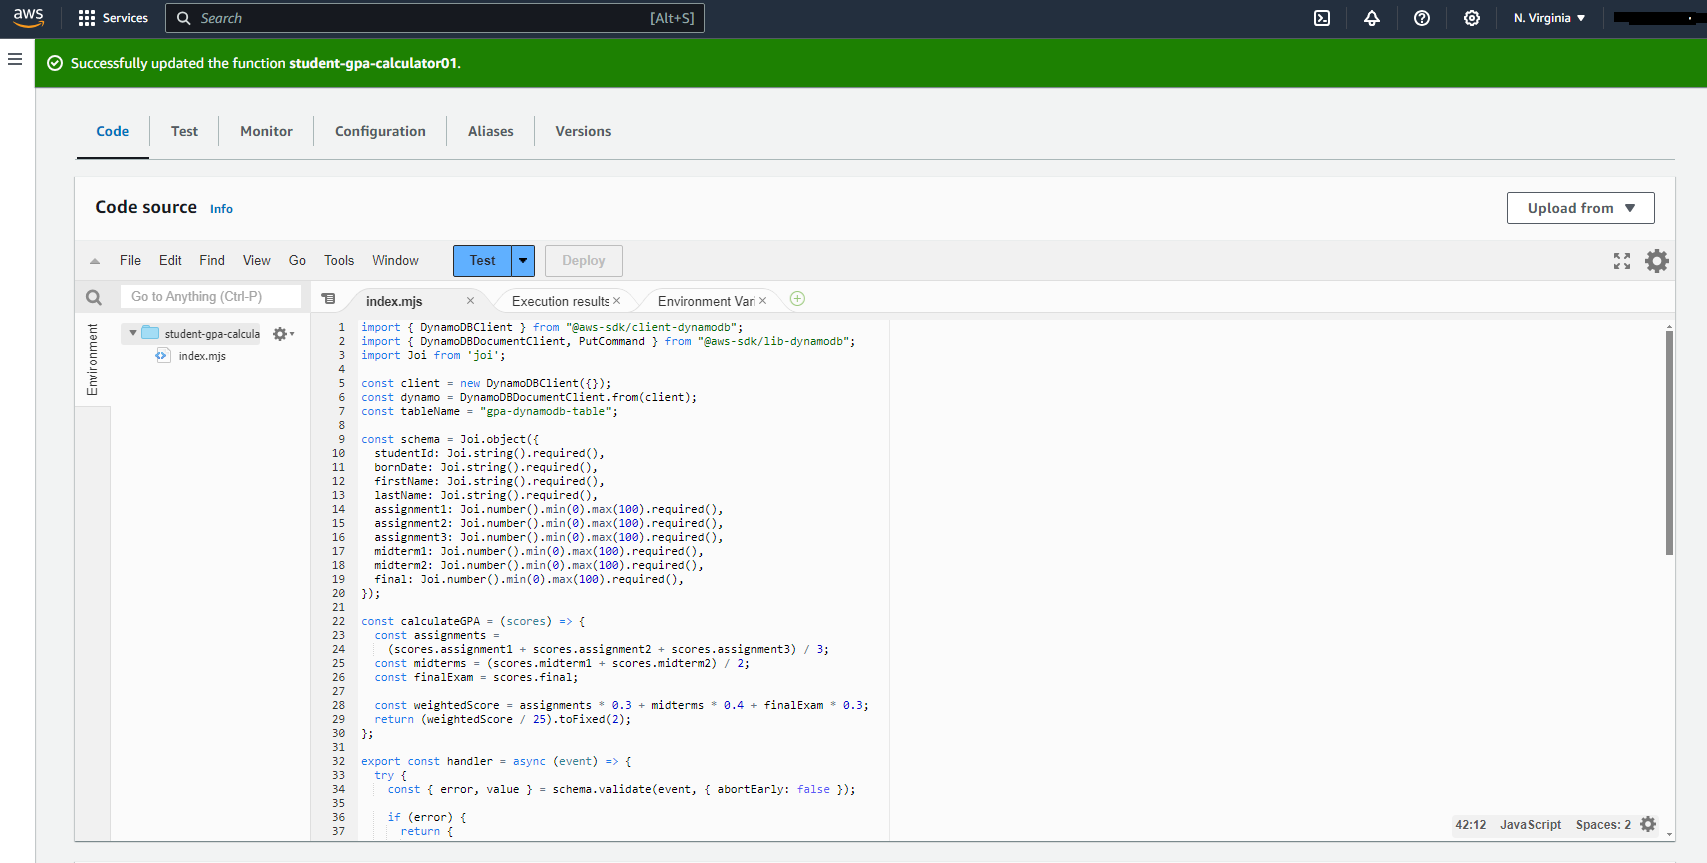 aws Services Search [Alt+S] N. Virginia
Successfully updated the function student-gpa-calculator01.
Code Test Monitor Configuration Aliases Versions
Code source Info Upload from
File Edit Find View Go Tools Window Test Deploy
Go to Anything (Ctrl-P) index.mjs Execution results Environment Vari
Environment
student-gpa-calcula
index.mjs
1 import { DynamoDBClient } from "@aws-sdk/client-dynamodb";
2 import { DynamoDBDocumentClient, PutCommand } from "@aws-sdk/lib-dynamodb";
3 import Joi from 'joi';
4
5 const client = new DynamoDBClient({});
6 const dynamo = DynamoDBDocumentClient.from(client);
7 const tableName = "gpa-dynamodb-table";
8
9 const schema = Joi.object({
10 studentId: Joi.string().required(),
11 bornDate: Joi.string().required(),
12 firstName: Joi.string().required(),
13 lastName: Joi.string().required(),
14 assignment1: Joi.number().min(0).max(100).required(),
15 assignment2: Joi.number().min(0).max(100).required(),
16 assignment3: Joi.number().min(0).max(100).required(),
17 midterm1: Joi.number().min(0).max(100).required(),
18 midterm2: Joi.number().min(0).max(100).required(),
19 final: Joi.number().min(0).max(100).required(),
20 });
21
22 const calculateGPA = (scores) => {
23 const assignments =
24 (scores.assignment1 + scores.assignment2 + scores.assignment3) / 3;
25 const midterms = (scores.midterm1 + scores.midterm2) / 2;
26 const finalExam = scores.final;
27
28 const weightedScore = assignments * 0.3 + midterms * 0.4 + finalExam * 0.3;
29 return (weightedScore / 25).toFixed(2);
30 };
31
32 export const handler = async (event) => {
33 try {
34 const { error, value } = schema.validate(event, { abortEarly: false });
35
36 if (error) {
37 return {
42:12 JavaScript Spaces: 2